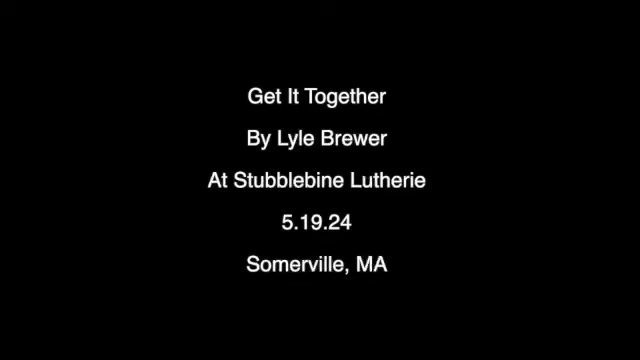 Get It Together
By Lyle Brewer
At Stubblebine Lutherie
5.19.24
Somerville, MA